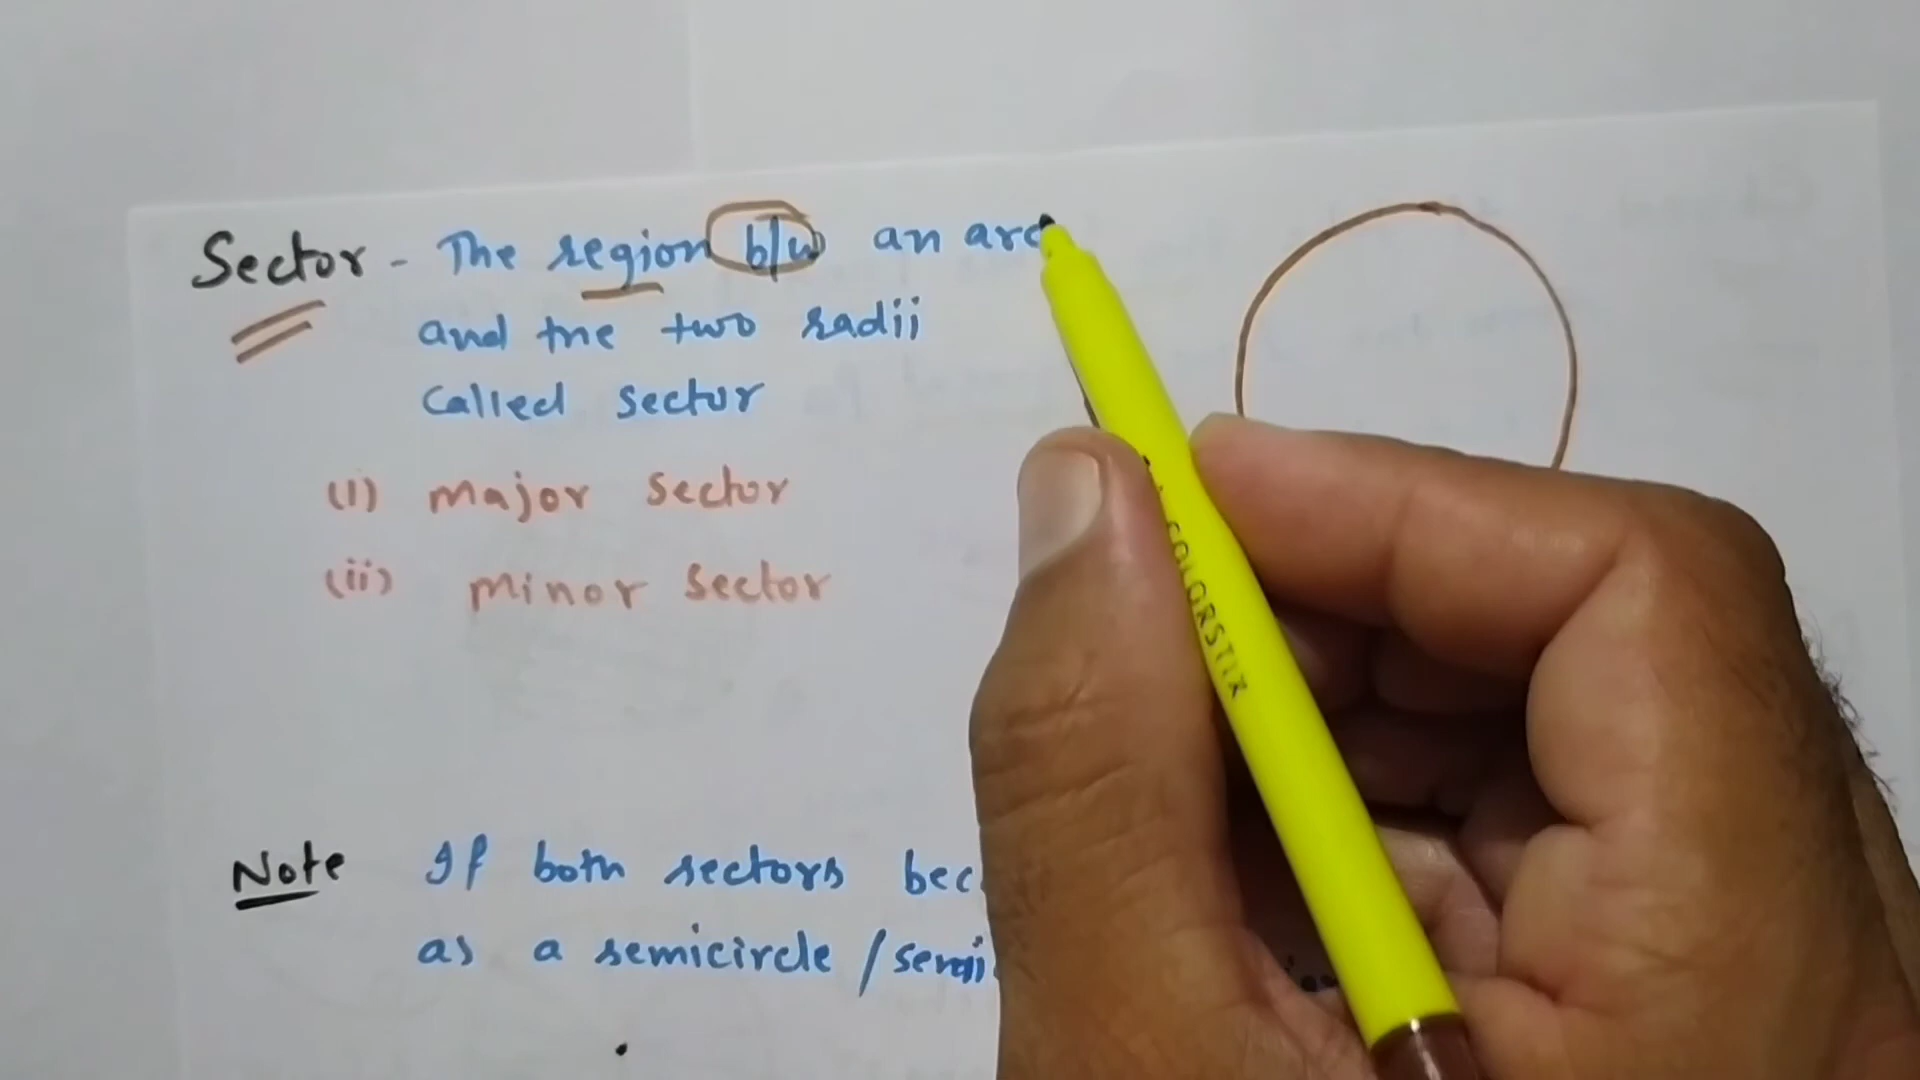 Sector - The region b/w an arc
and the two radii
called sector
(i) Major Sector
(ii) Minor Sector
Note If both sectors
as a semicircle /
COLORSTIX